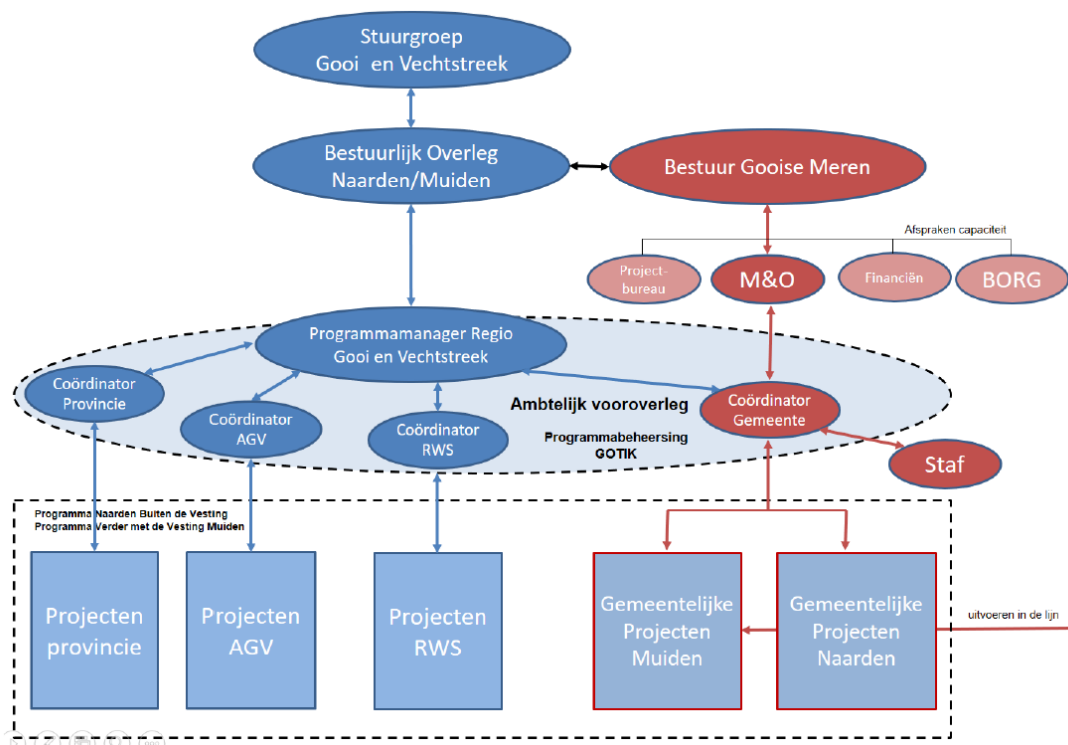 Stuurgroep
Gooi en Vechtstreek
Bestuurlijk Overleg
Naarden/Muiden
Bestuur Gooise Meren
Afspraken capaciteit
Project-
bureau
M&O
Financiën
BORG
Programmamanager Regio
Gooi en Vechtstreek
Coördinator
Provincie
Coördinator
AGV
Coördinator
RWS
Ambtelijk vooroverleg
Programmabeheersing
GOTIK
Coördinator
Gemeente
Staf
Programma Naarden Buiten de Vesting
Programma Verder met de Vesting Muiden
Projecten
provincie
Projecten
AGV
Projecten
RWS
Gemeentelijke
Projecten
Muiden
Gemeentelijke
Projecten
Naarden
uitvoeren in de lijn